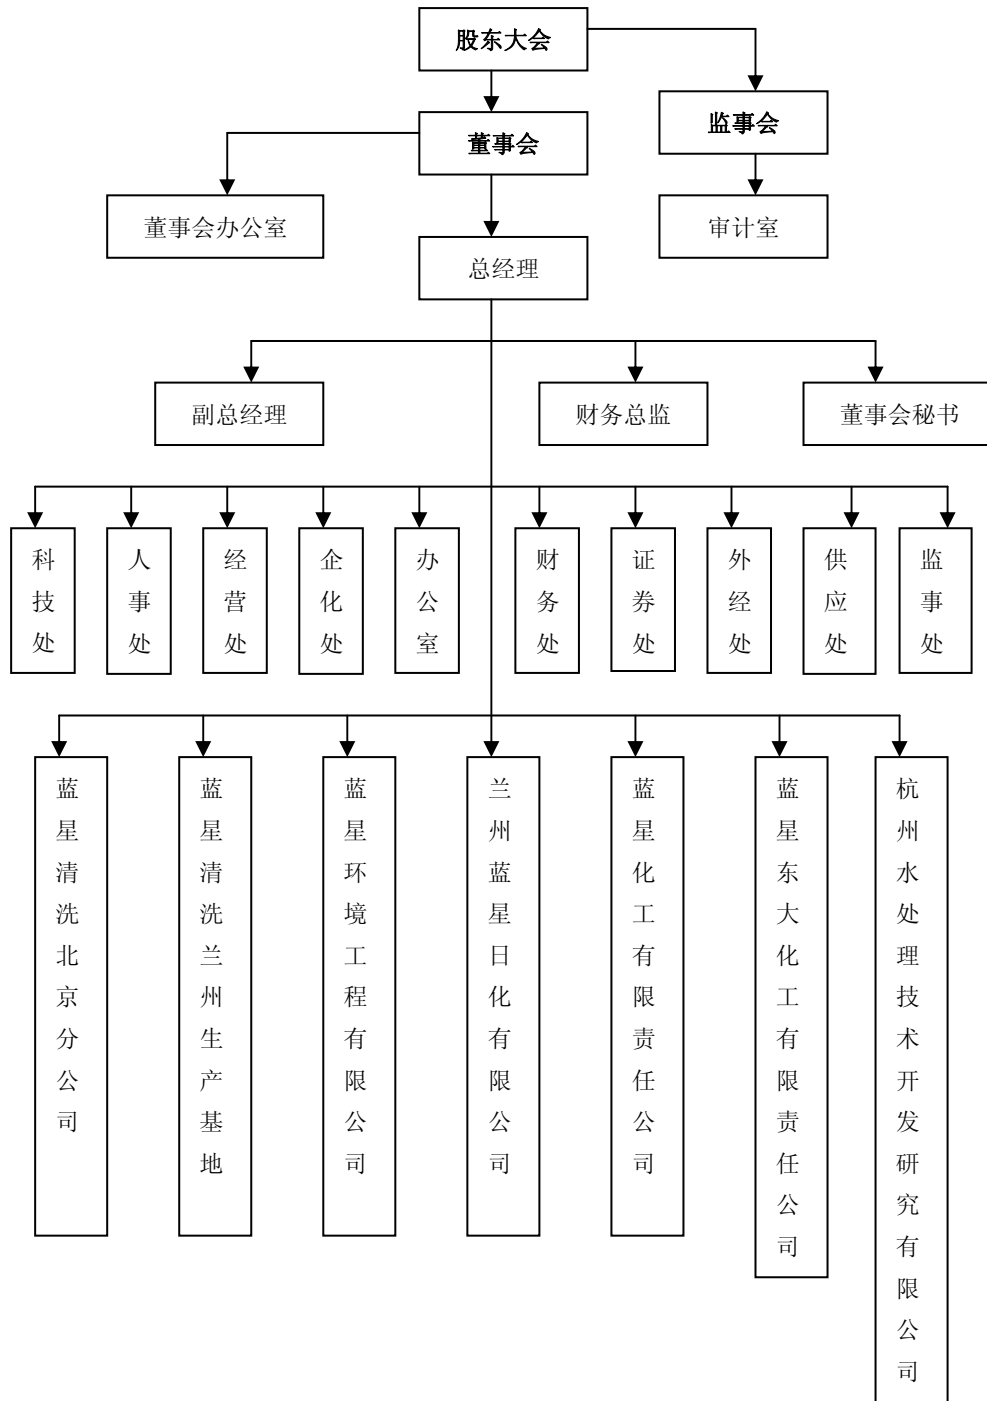 股东大会
监事会
董事会
董事会办公室
审计室
总经理
副总经理
财务总监
董事会秘书
科技处
人事处
经营处
企化处
办公室
财务处
证券处
外经处
供应处
监事处
蓝星清洗北京分公司
蓝星清洗兰州生产基地
蓝星环境工程有限公司
兰州蓝星日化有限公司
蓝星化工有限责任公司
蓝星东大化工有限责任公司
杭州水处理技术开发研究有限公司